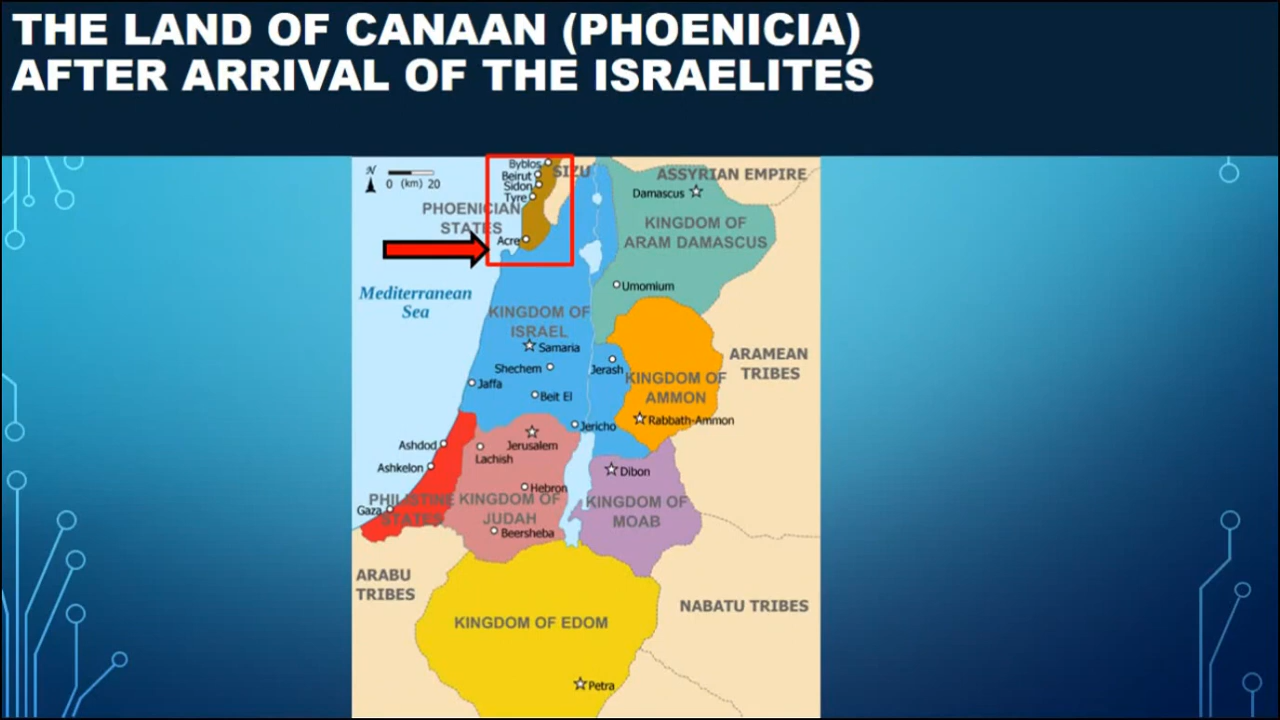 THE LAND OF CANAAN (PHOENICIA)
AFTER ARRIVAL OF THE ISRAELITES
N
0 (km) 20
Byblos
Beirut
Sidon
Tyre
SIZU
ASSYRIAN EMPIRE
Damascus
PHOENICIAN
STATES
Acre
KINGDOM OF
ARAM DAMASCUS
Mediterranean
Sea
Umomium
KINGDOM OF
ISRAEL
Samaria
Shechem
Jerash
Jaffa
Beit El
ARAMEAN
TRIBES
KINGDOM OF
AMMON
Rabbath-Ammon
Jericho
Ashdod
Jerusalem
Lachish
Ashkelon
Dibon
Hebron
Gaza
PHILISTINE
STATES
KINGDOM OF
JUDAH
Beersheba
KINGDOM OF
MOAB
ARABU
TRIBES
NABATU TRIBES
KINGDOM OF EDOM
Petra